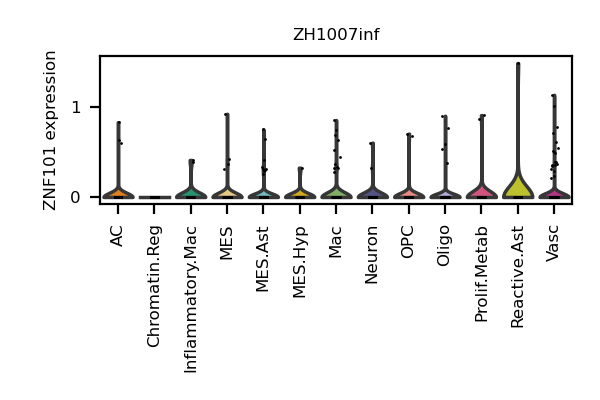 ZH1007inf
ZNF101 expression
1
0
AC
Chromatin.Reg
Inflammatory.Mac
MES
MES.Ast
MES.Hyp
Mac
Neuron
OPC
Oligo
Prolif.Metab
Reactive.Ast
Vasc